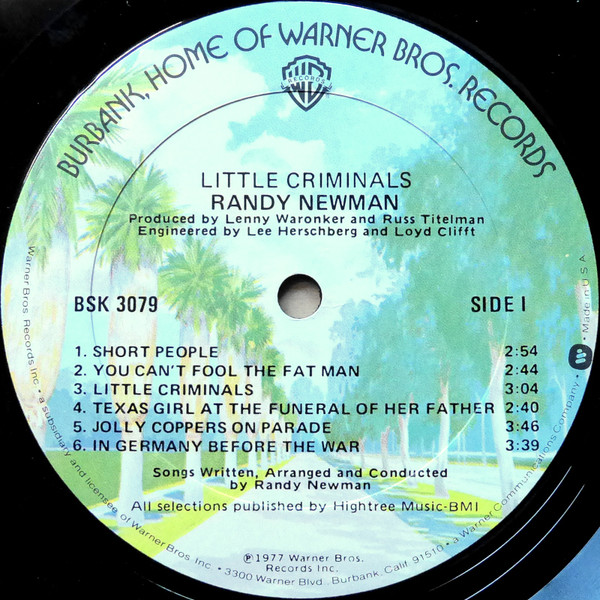 BURBANK, HOME OF WARNER BROS. RECORDS
WB
RECORDS
LITTLE CRIMINALS
RANDY NEWMAN
Produced by Lenny Waronker and Russ Titelman
Engineered by Lee Herschberg and Loyd Clifft
BSK 3079
SIDE 1
1. SHORT PEOPLE 2:54
2. YOU CAN'T FOOL THE FAT MAN 2:44
3. LITTLE CRIMINALS 3:04
4. TEXAS GIRL AT THE FUNERAL OF HER FATHER 2:40
5. JOLLY COPPERS ON PARADE 3:46
6. IN GERMANY BEFORE THE WAR 3:39
Songs Written, Arranged and Conducted
by Randy Newman
All selections published by Hightree Music-BMI
℗1977 Warner Bros.
Records Inc.
Warner Bros. Records Inc. • a subsidiary and licensee of Warner Bros. Inc. • 3300 Warner Blvd., Burbank, Calif. 91510 • a Warner Communications Company. • Made in U.S.A.